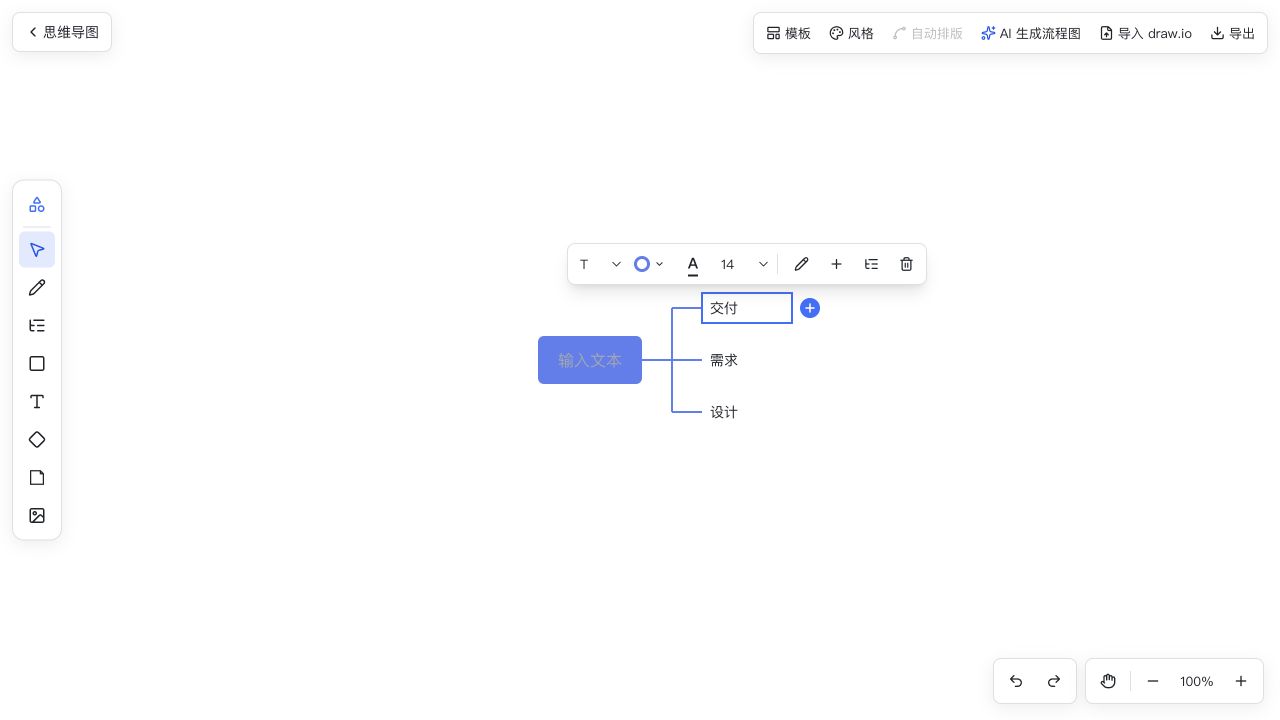 思维导图
模板
风格
自动排版
AI 生成流程图
导入 draw.io
导出
T
A
14
交付
输入文本
需求
设计
100%